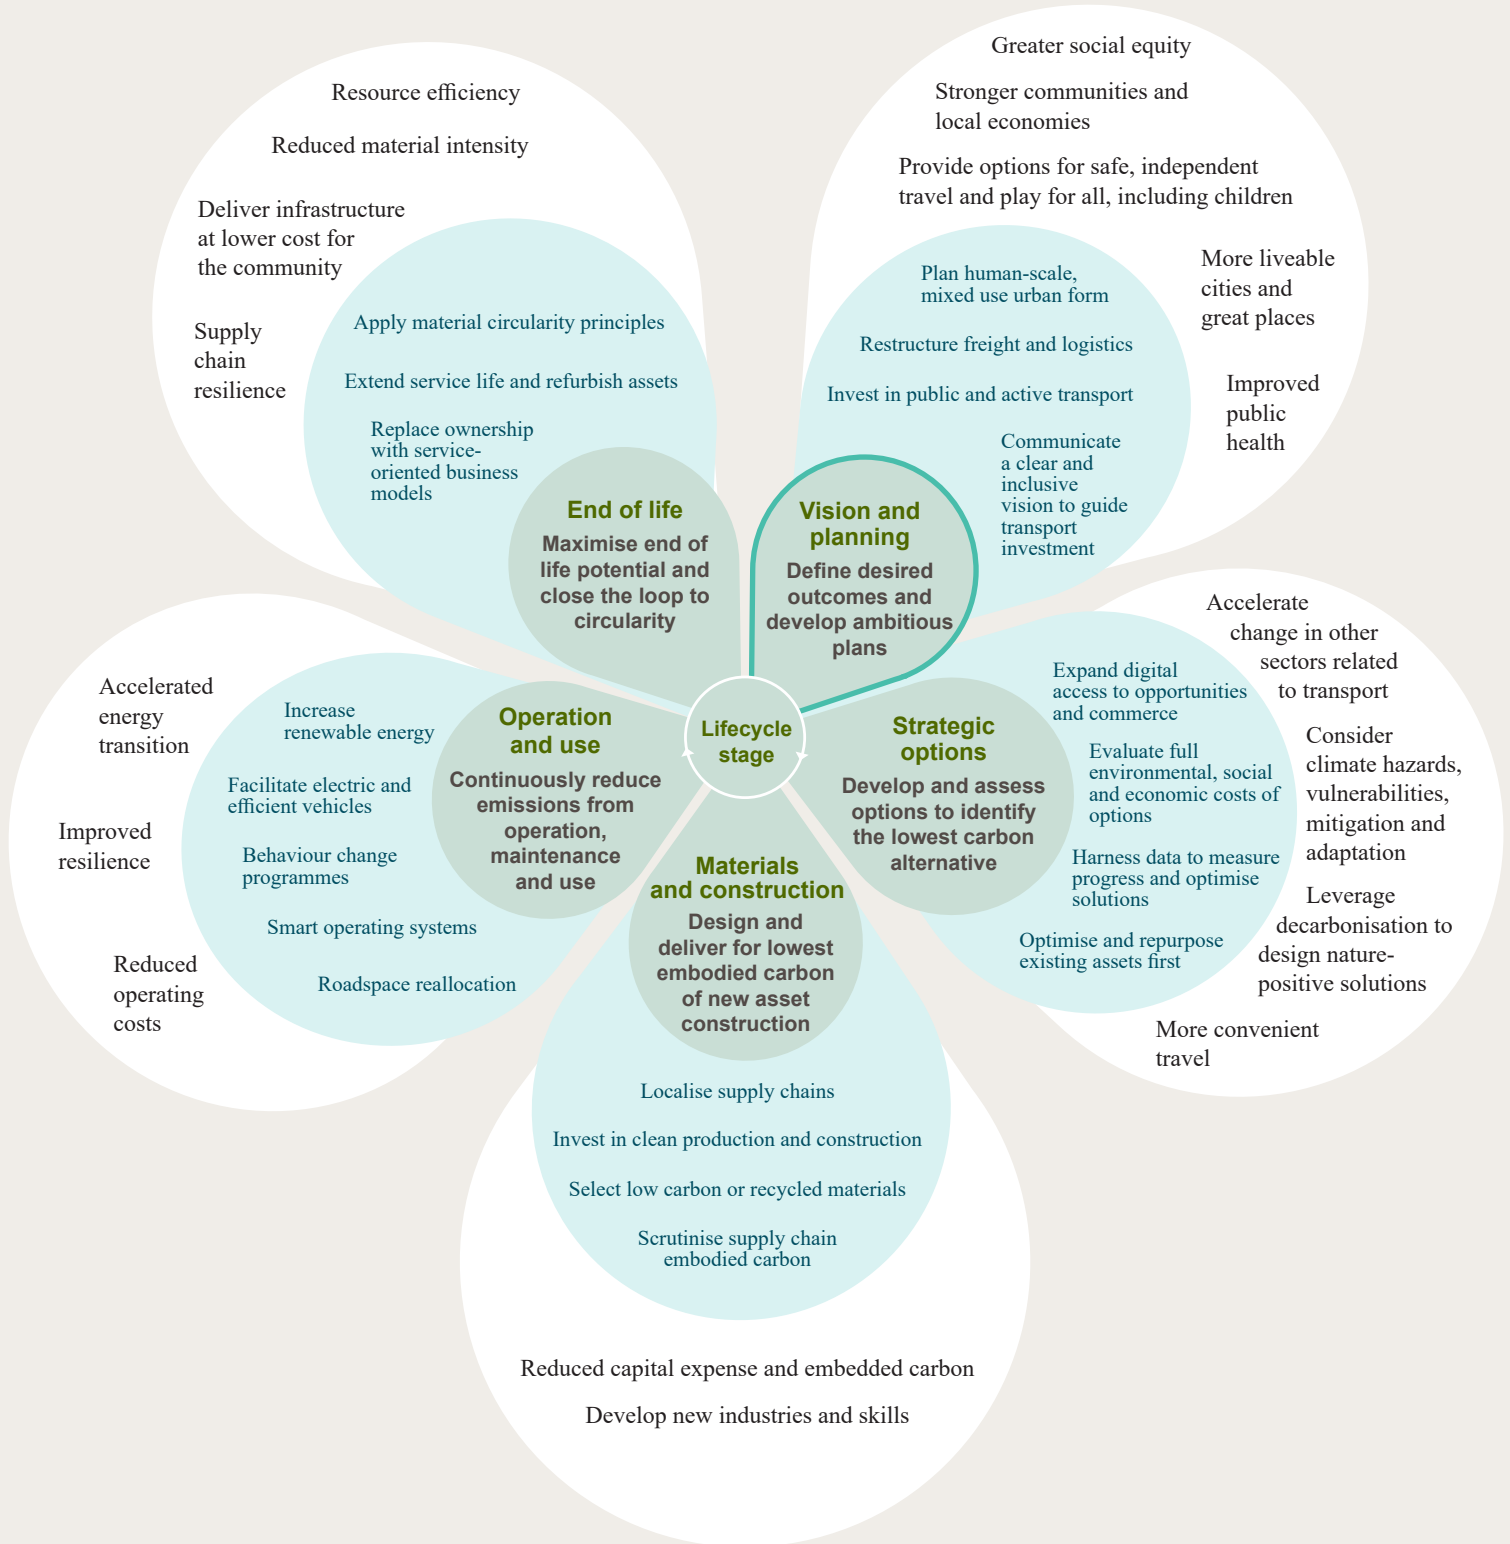 Greater social equity
Stronger communities and
local economies
Provide options for safe, independent
travel and play for all, including children
More liveable
cities and
great places
Improved
public
health
Plan human-scale,
mixed use urban form
Restructure freight and logistics
Invest in public and active transport
Communicate
a clear and
inclusive
vision to guide
transport
investment
Vision and
planning
Define desired
outcomes and
develop ambitious
plans
Accelerate
change in other
sectors related
to transport
Consider
climate hazards,
vulnerabilities,
mitigation and
adaptation
Leverage
decarbonisation to
design nature-
positive solutions
More convenient
travel
Expand digital
access to opportunities
and commerce
Evaluate full
environmental, social
and economic costs of
options
Harness data to measure
progress and optimise
solutions
Optimise and repurpose
existing assets first
Strategic
options
Develop and assess
options to identify
the lowest carbon
alternative
Materials
and construction
Design and
deliver for lowest
embodied carbon
of new asset
construction
Localise supply chains
Invest in clean production and construction
Select low carbon or recycled materials
Scrutinise supply chain
embodied carbon
Reduced capital expense and embedded carbon
Develop new industries and skills
Operation
and use
Continuously reduce
emissions from
operation,
maintenance
and use
Increase
renewable energy
Facilitate electric and
efficient vehicles
Behaviour change
programmes
Smart operating systems
Roadspace reallocation
Accelerated
energy
transition
Improved
resilience
Reduced
operating
costs
End of life
Maximise end of
life potential and
close the loop to
circularity
Apply material circularity principles
Extend service life and refurbish assets
Replace ownership
with service-
oriented business
models
Resource efficiency
Reduced material intensity
Deliver infrastructure
at lower cost for
the community
Supply
chain
resilience
Lifecycle
stage